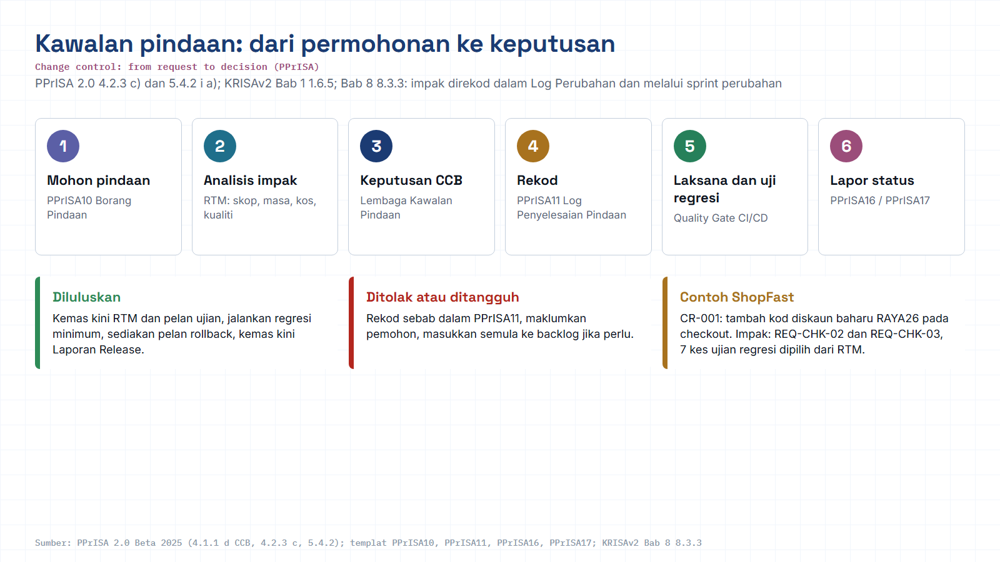 Kawalan pindaan: dari permohonan ke keputusan
Change control: from request to decision (PPrISA)
PPrISA 2.0 4.2.3 c) dan 5.4.2 i a); KRISAv2 Bab 1 1.6.5; Bab 8 8.3.3: impak direkod dalam Log Perubahan dan melalui sprint perubahan
1
Mohon pindaan
PPrISA10 Borang
Pindaan
2
Analisis impak
RTM: skop, masa, kos,
kualiti
3
Keputusan CCB
Lembaga Kawalan
Pindaan
4
Rekod
PPrISA11 Log
Penyelesaian Pindaan
5
Laksana dan uji
regresi
Quality Gate CI/CD
6
Lapor status
PPrISA16 / PPrISA17
Diluluskan
Kemas kini RTM dan pelan ujian, jalankan regresi
minimum, sediakan pelan rollback, kemas kini
Laporan Release.
Ditolak atau ditangguh
Rekod sebab dalam PPrISA11, maklumkan
pemohon, masukkan semula ke backlog jika perlu.
Contoh ShopFast
CR-001: tambah kod diskaun baharu RAYA26 pada
checkout. Impak: REQ-CHK-02 dan REQ-CHK-03,
7 kes ujian regresi dipilih dari RTM.
Sumber: PPrISA 2.0 Beta 2025 (4.1.1 d CCB, 4.2.3 c, 5.4.2); templat PPrISA10, PPrISA11, PPrISA16, PPrISA17; KRISAv2 Bab 8 8.3.3